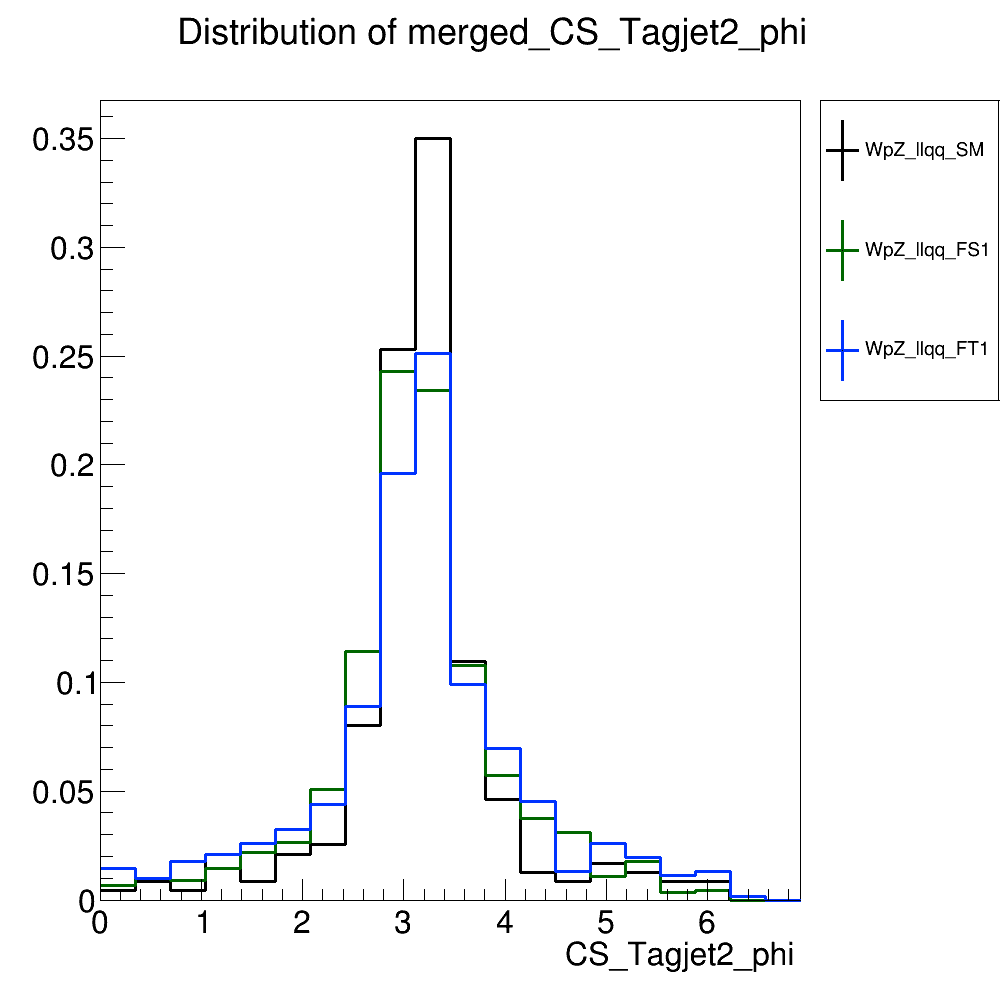 Distribution of merged_CS_Tagjet2_phi
0.35
0.3
0.25
0.2
0.15
0.1
0.05
0
0 1 2 3 4 5 6
CS_Tagjet2_phi
WpZ_llqq_SM
WpZ_llqq_FS1
WpZ_llqq_FT1